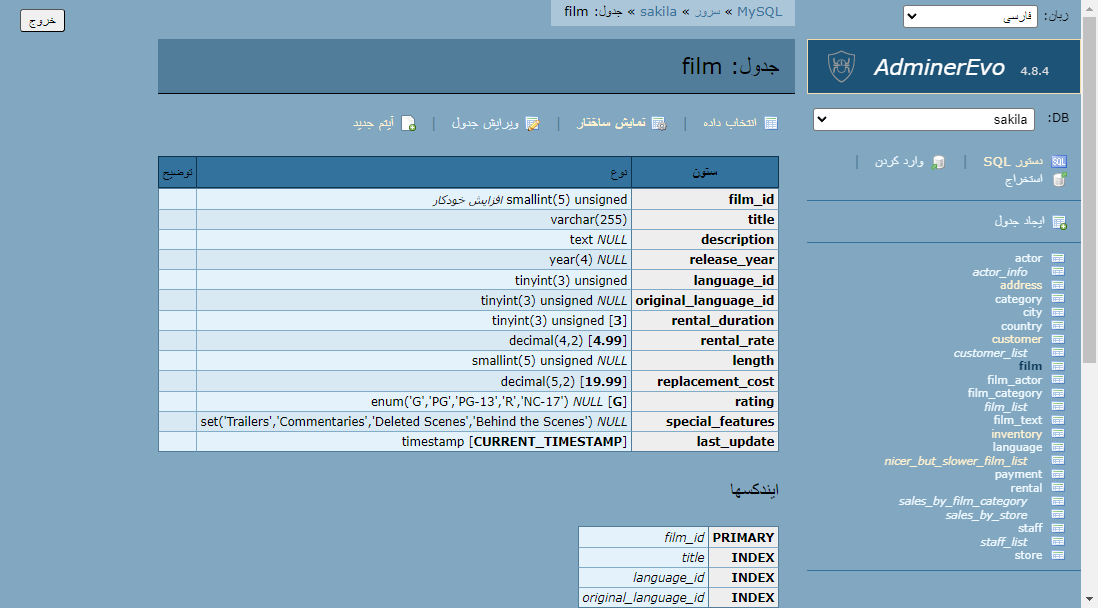 زبان: فارسی
MySQL » سرور » sakila » جدول: film
خروج
AdminerEvo 4.8.4
جدول: film
DB: sakila
انتخاب داده | نمایش ساختار | ویرایش جدول | آیتم جدید
دستور SQL | وارد کردن |
استخراج
ایجاد جدول
actor
actor_info
address
category
city
country
customer
customer_list
film
film_actor
film_category
film_list
film_text
inventory
language
nicer_but_slower_film_list
payment
rental
sales_by_film_category
sales_by_store
staff
staff_list
store
ستون نوع توضیح
film_id smallint(5) unsigned افزایش خودکار
title varchar(255)
description text NULL
release_year year(4) NULL
language_id tinyint(3) unsigned
original_language_id tinyint(3) unsigned NULL
rental_duration tinyint(3) unsigned [3]
rental_rate decimal(4,2) [4.99]
length smallint(5) unsigned NULL
replacement_cost decimal(5,2) [19.99]
rating enum('G','PG','PG-13','R','NC-17') NULL [G]
special_features set('Trailers','Commentaries','Deleted Scenes','Behind the Scenes') NULL
last_update timestamp [CURRENT_TIMESTAMP]
ایندکسها
PRIMARY film_id
INDEX title
INDEX language_id
INDEX original_language_id